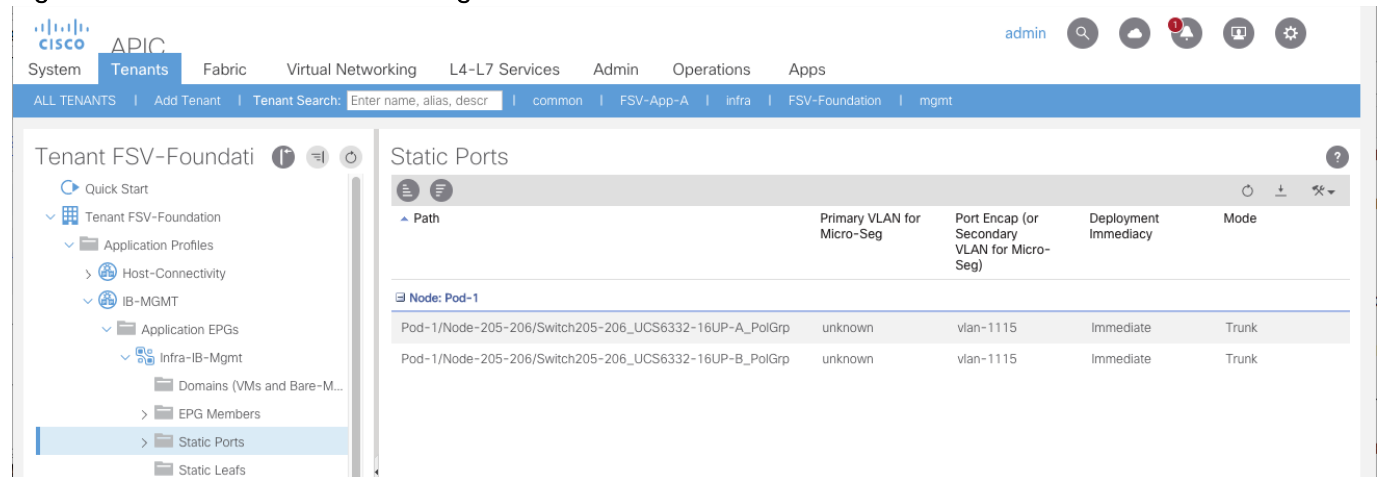 CISCO
APIC
admin
1
System Tenants Fabric Virtual Networking L4-L7 Services Admin Operations Apps
ALL TENANTS | Add Tenant | Tenant Search: Enter name, alias, descr | common | FSV-App-A | infra | FSV-Foundation | mgmt
Tenant FSV-Foundati
Static Ports
?
Quick Start
Tenant FSV-Foundation
Application Profiles
Host-Connectivity
IB-MGMT
Application EPGs
Infra-IB-Mgmt
Domains (VMs and Bare-M...
EPG Members
Static Ports
Static Leafs
Path
Primary VLAN for
Micro-Seg
Port Encap (or
Secondary
VLAN for Micro-
Seg)
Deployment
Immediacy
Mode
Node: Pod-1
Pod-1/Node-205-206/Switch205-206_UCS6332-16UP-A_PolGrp unknown vlan-1115 Immediate Trunk
Pod-1/Node-205-206/Switch205-206_UCS6332-16UP-B_PolGrp unknown vlan-1115 Immediate Trunk